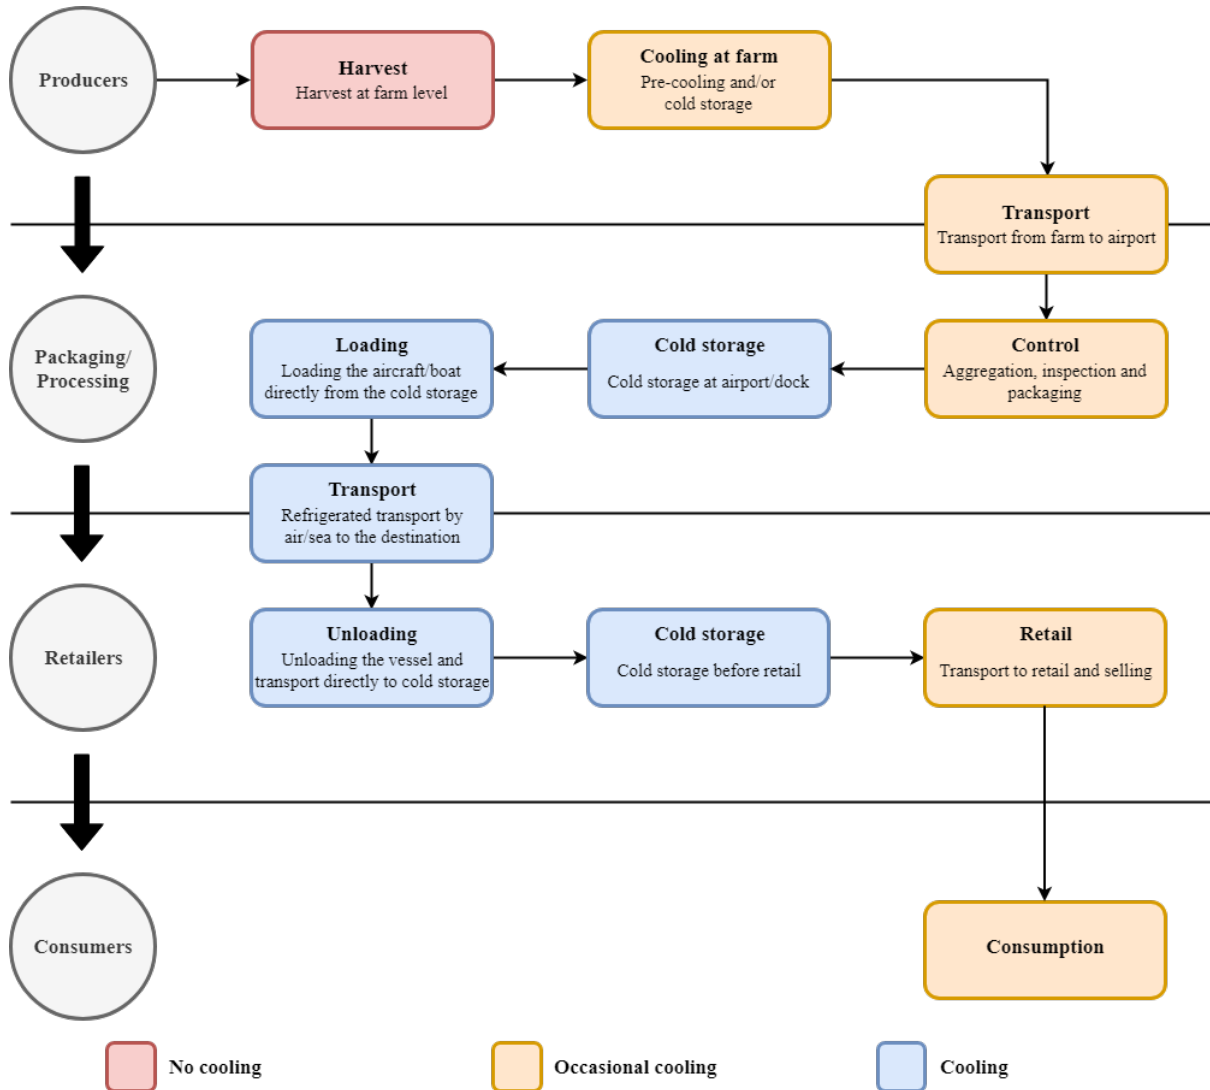 Producers
Harvest
Harvest at farm level
Cooling at farm
Pre-cooling and/or
cold storage
Transport
Transport from farm to airport
Packaging/
Processing
Loading
Loading the aircraft/boat
directly from the cold storage
Cold storage
Cold storage at airport/dock
Control
Aggregation, inspection and
packaging
Transport
Refrigerated transport by
air/sea to the destination
Retailers
Unloading
Unloading the vessel and
transport directly to cold storage
Cold storage
Cold storage before retail
Retail
Transport to retail and selling
Consumers
Consumption
No cooling
Occasional cooling
Cooling